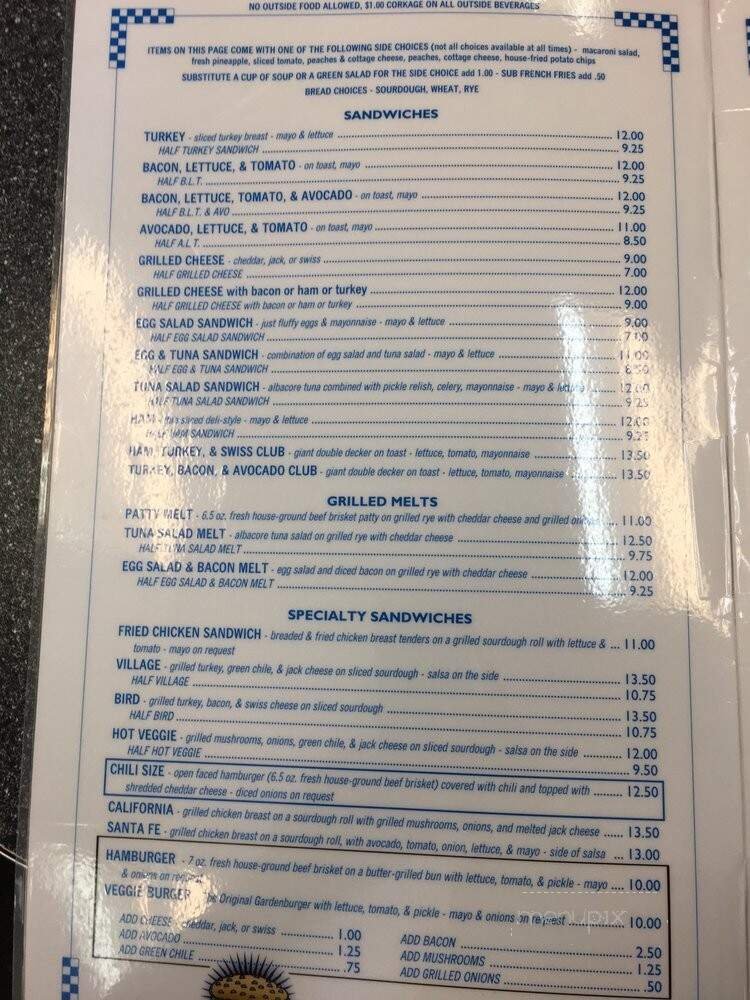 NO OUTSIDE FOOD ALLOWED, $1.00 CORKAGE ON ALL OUTSIDE BEVERAGES
ITEMS ON THIS PAGE COME WITH ONE OF THE FOLLOWING SIDE CHOICES (not all choices available at all times) - macaroni salad,
fresh pineapple, sliced tomato, peaches & cottage cheese, peaches, cottage cheese, house-fried potato chips
SUBSTITUTE A CUP OF SOUP OR A GREEN SALAD FOR THE SIDE CHOICE add 1.00 - SUB FRENCH FRIES add .50
BREAD CHOICES - SOURDOUGH, WHEAT, RYE
SANDWICHES
TURKEY - sliced turkey breast - mayo & lettuce 12.00
HALF TURKEY SANDWICH 9.25
BACON, LETTUCE, & TOMATO - on toast, mayo 12.00
HALF B.L.T. 9.25
BACON, LETTUCE, TOMATO, & AVOCADO - on toast, mayo 12.00
HALF B.L.T. & AVO 9.25
AVOCADO, LETTUCE, & TOMATO - on toast, mayo 11.00
HALF A.L.T. 8.50
GRILLED CHEESE - cheddar, jack, or swiss 9.00
HALF GRILLED CHEESE 7.00
GRILLED CHEESE with bacon or ham or turkey 12.00
HALF GRILLED CHEESE with bacon or ham or turkey 9.00
EGG SALAD SANDWICH - just fluffy eggs & mayonnaise - mayo & lettuce 9.00
HALF EGG SALAD SANDWICH 7.00
EGG & TUNA SANDWICH - combination of egg salad and tuna salad - mayo & lettuce 11.00
HALF EGG & TUNA SANDWICH 8.50
TUNA SALAD SANDWICH - albacore tuna combined with pickle relish, celery, mayonnaise - mayo & lettuce 12.00
HALF TUNA SALAD SANDWICH 9.25
HAM - thin sliced deli-style - mayo & lettuce 12.00
HALF HAM SANDWICH 9.25
HAM, TURKEY, & SWISS CLUB - giant double decker on toast - lettuce, tomato, mayonnaise 13.50
TURKEY, BACON, & AVOCADO CLUB - giant double decker on toast - lettuce, tomato, mayonnaise 13.50
GRILLED MELTS
PATTY MELT - 6.5 oz. fresh house-ground beef brisket patty on grilled rye with cheddar cheese and grilled onions 11.00
TUNA SALAD MELT - albacore tuna salad on grilled rye with cheddar cheese 12.50
HALF TUNA SALAD MELT 9.75
EGG SALAD & BACON MELT - egg salad and diced bacon on grilled rye with cheddar cheese 12.00
HALF EGG SALAD & BACON MELT 9.25
SPECIALTY SANDWICHES
FRIED CHICKEN SANDWICH - breaded & fried chicken breast tenders on a grilled sourdough roll with lettuce & ... 11.00
tomato - mayo on request
VILLAGE - grilled turkey, green chile, & jack cheese on sliced sourdough - salsa on the side 13.50
HALF VILLAGE 10.75
BIRD - grilled turkey, bacon, & swiss cheese on sliced sourdough 13.50
HALF BIRD 10.75
HOT VEGGIE - grilled mushrooms, onions, green chile, & jack cheese on sliced sourdough - salsa on the side 12.00
HALF HOT VEGGIE 9.50
CHILI SIZE - open faced hamburger (6.5 oz. fresh house-ground beef brisket) covered with chili and topped with 12.50
shredded cheddar cheese - diced onions on request
CALIFORNIA - grilled chicken breast on a sourdough roll with grilled mushrooms, onions, and melted jack cheese 13.50
SANTA FE - grilled chicken breast on a sourdough roll, with avocado, tomato, onion, lettuce, & mayo - side of salsa ... 13.00
HAMBURGER - 7 oz. fresh house-ground beef brisket on a butter-grilled bun with lettuce, tomato, & pickle - mayo .... 10.00
& onions on request
VEGGIE BURGER - Original Gardenburger with lettuce, tomato, & pickle - mayo & onions on request 10.00
ADD CHEESE - cheddar, jack, or swiss 1.00
ADD AVOCADO 1.25
ADD GREEN CHILE .75
ADD BACON 2.50
ADD MUSHROOMS 1.25
ADD GRILLED ONIONS .50